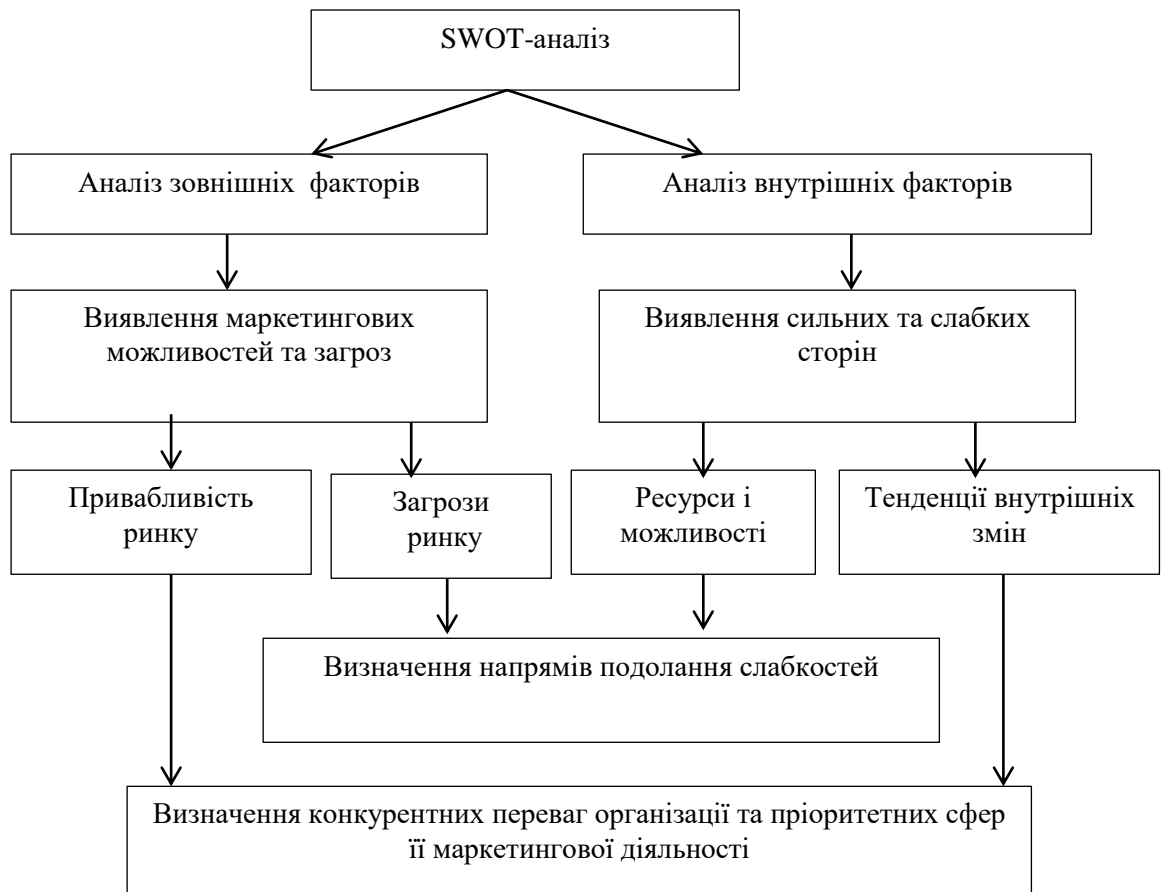 SWOT-аналіз
Аналіз зовнішніх факторів
Аналіз внутрішніх факторів
Виявлення маркетингових
можливостей та загроз
Виявлення сильних та слабких
сторін
Привабливість
ринку
Загрози
ринку
Ресурси і
можливості
Тенденції внутрішніх
змін
Визначення напрямів подолання слабкостей
Визначення конкурентних переваг організації та пріоритетних сфер
її маркетингової діяльності